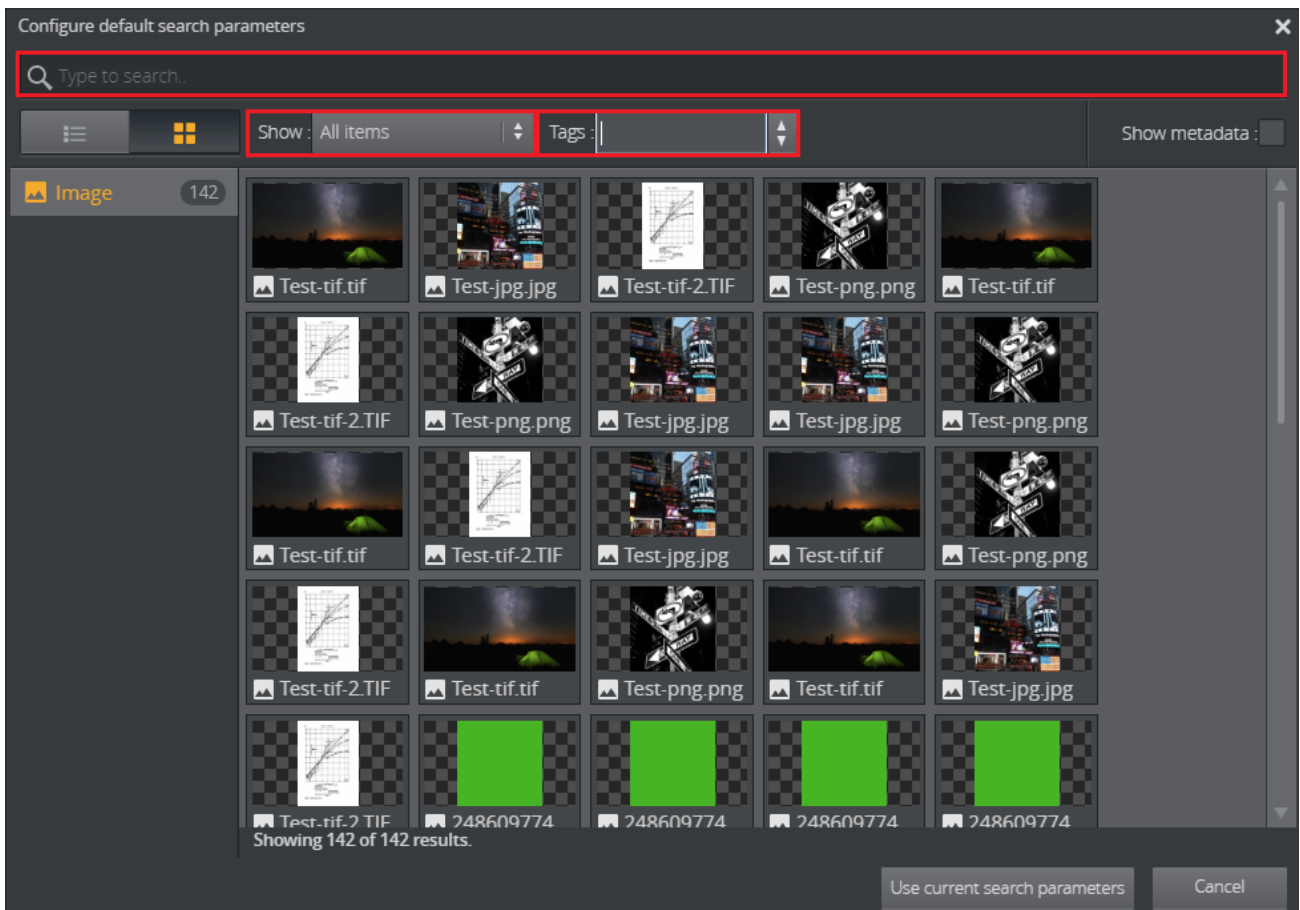 Configure default search parameters
Type to search..
Show : All items
Tags :
Show metadata :
Image 142
Test-tif.tif Test-jpg.jpg Test-tif-2.TIF Test-png.png Test-tif.tif
Test-tif-2.TIF Test-png.png Test-jpg.jpg Test-jpg.jpg Test-png.png
Test-tif.tif Test-tif-2.TIF Test-jpg.jpg Test-tif.tif Test-png.png
Test-tif-2.TIF Test-tif.tif Test-png.png Test-tif.tif Test-jpg.jpg
Test-tif-2.TIF 248609774 248609774 248609774 248609774
Showing 142 of 142 results.
Use current search parameters Cancel